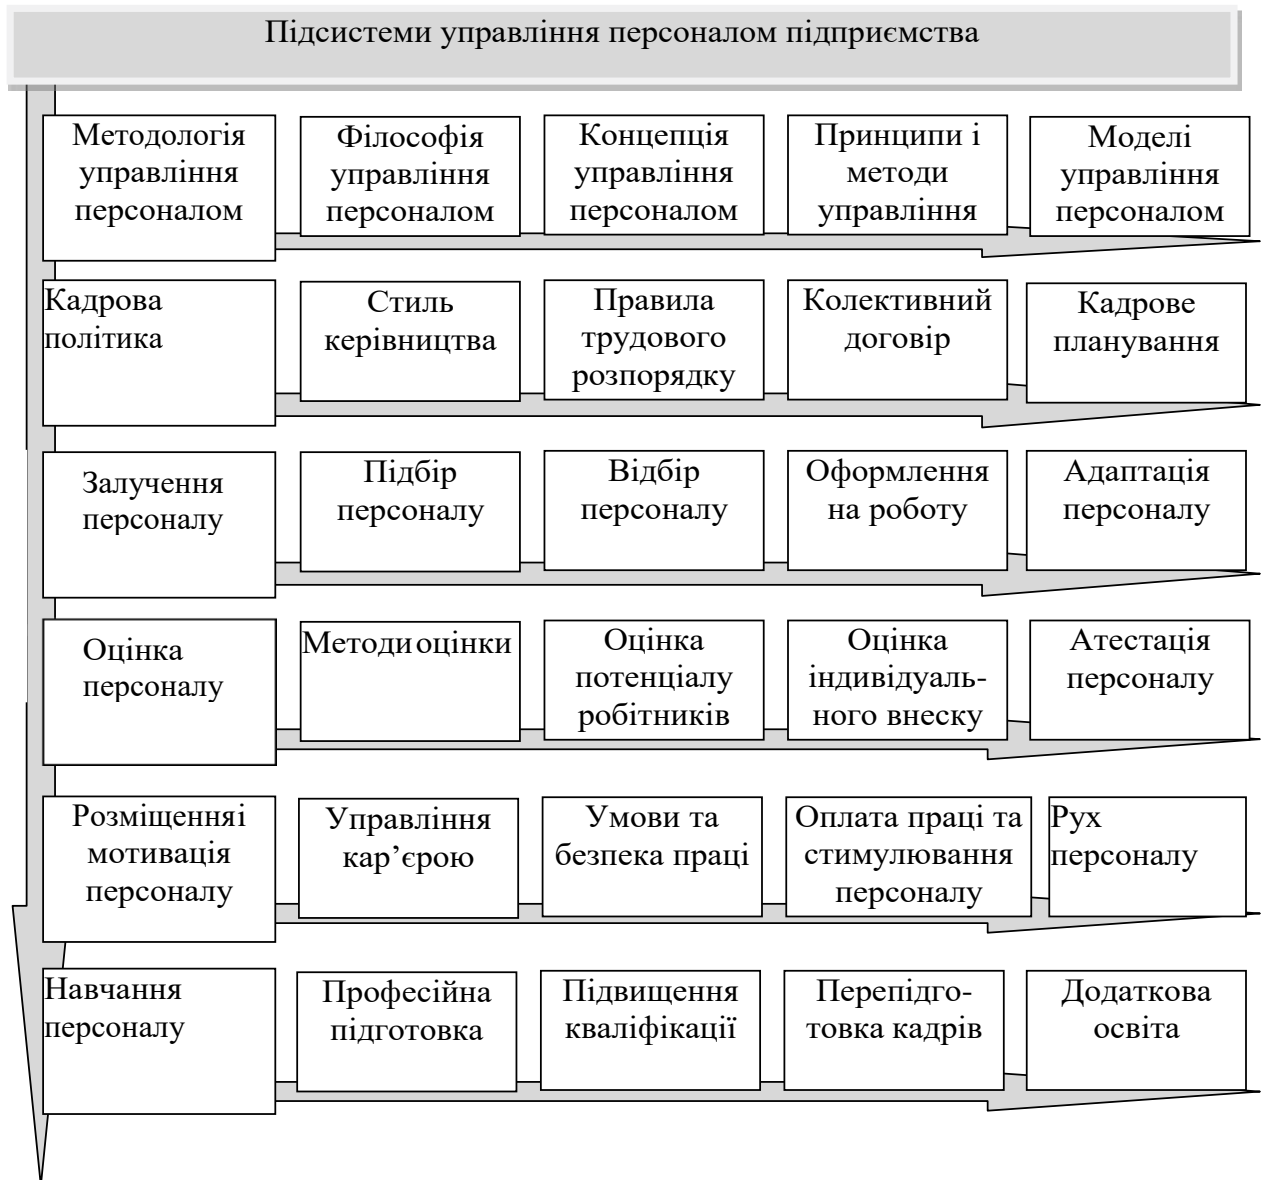 Підсистеми управління персоналом підприємства
Методологія
управління
персоналом
Філософія
управління
персоналом
Концепція
управління
персоналом
Принципи і
методи
управління
Моделі
управління
персоналом
Кадрова
політика
Стиль
керівництва
Правила
трудового
розпорядку
Колективний
договір
Кадрове
планування
Залучення
персоналу
Підбір
персоналу
Відбір
персоналу
Оформлення
на роботу
Адаптація
персоналу
Оцінка
персоналу
Методи оцінки
Оцінка
потенціалу
робітників
Оцінка
індивідуаль-
ного внеску
Атестація
персоналу
Розміщення і
мотивація
персоналу
Управління
кар’єрою
Умови та
безпека праці
Оплата праці та
стимулювання
персоналу
Рух
персоналу
Навчання
персоналу
Професійна
підготовка
Підвищення
кваліфікації
Перепідго-
товка кадрів
Додаткова
освіта